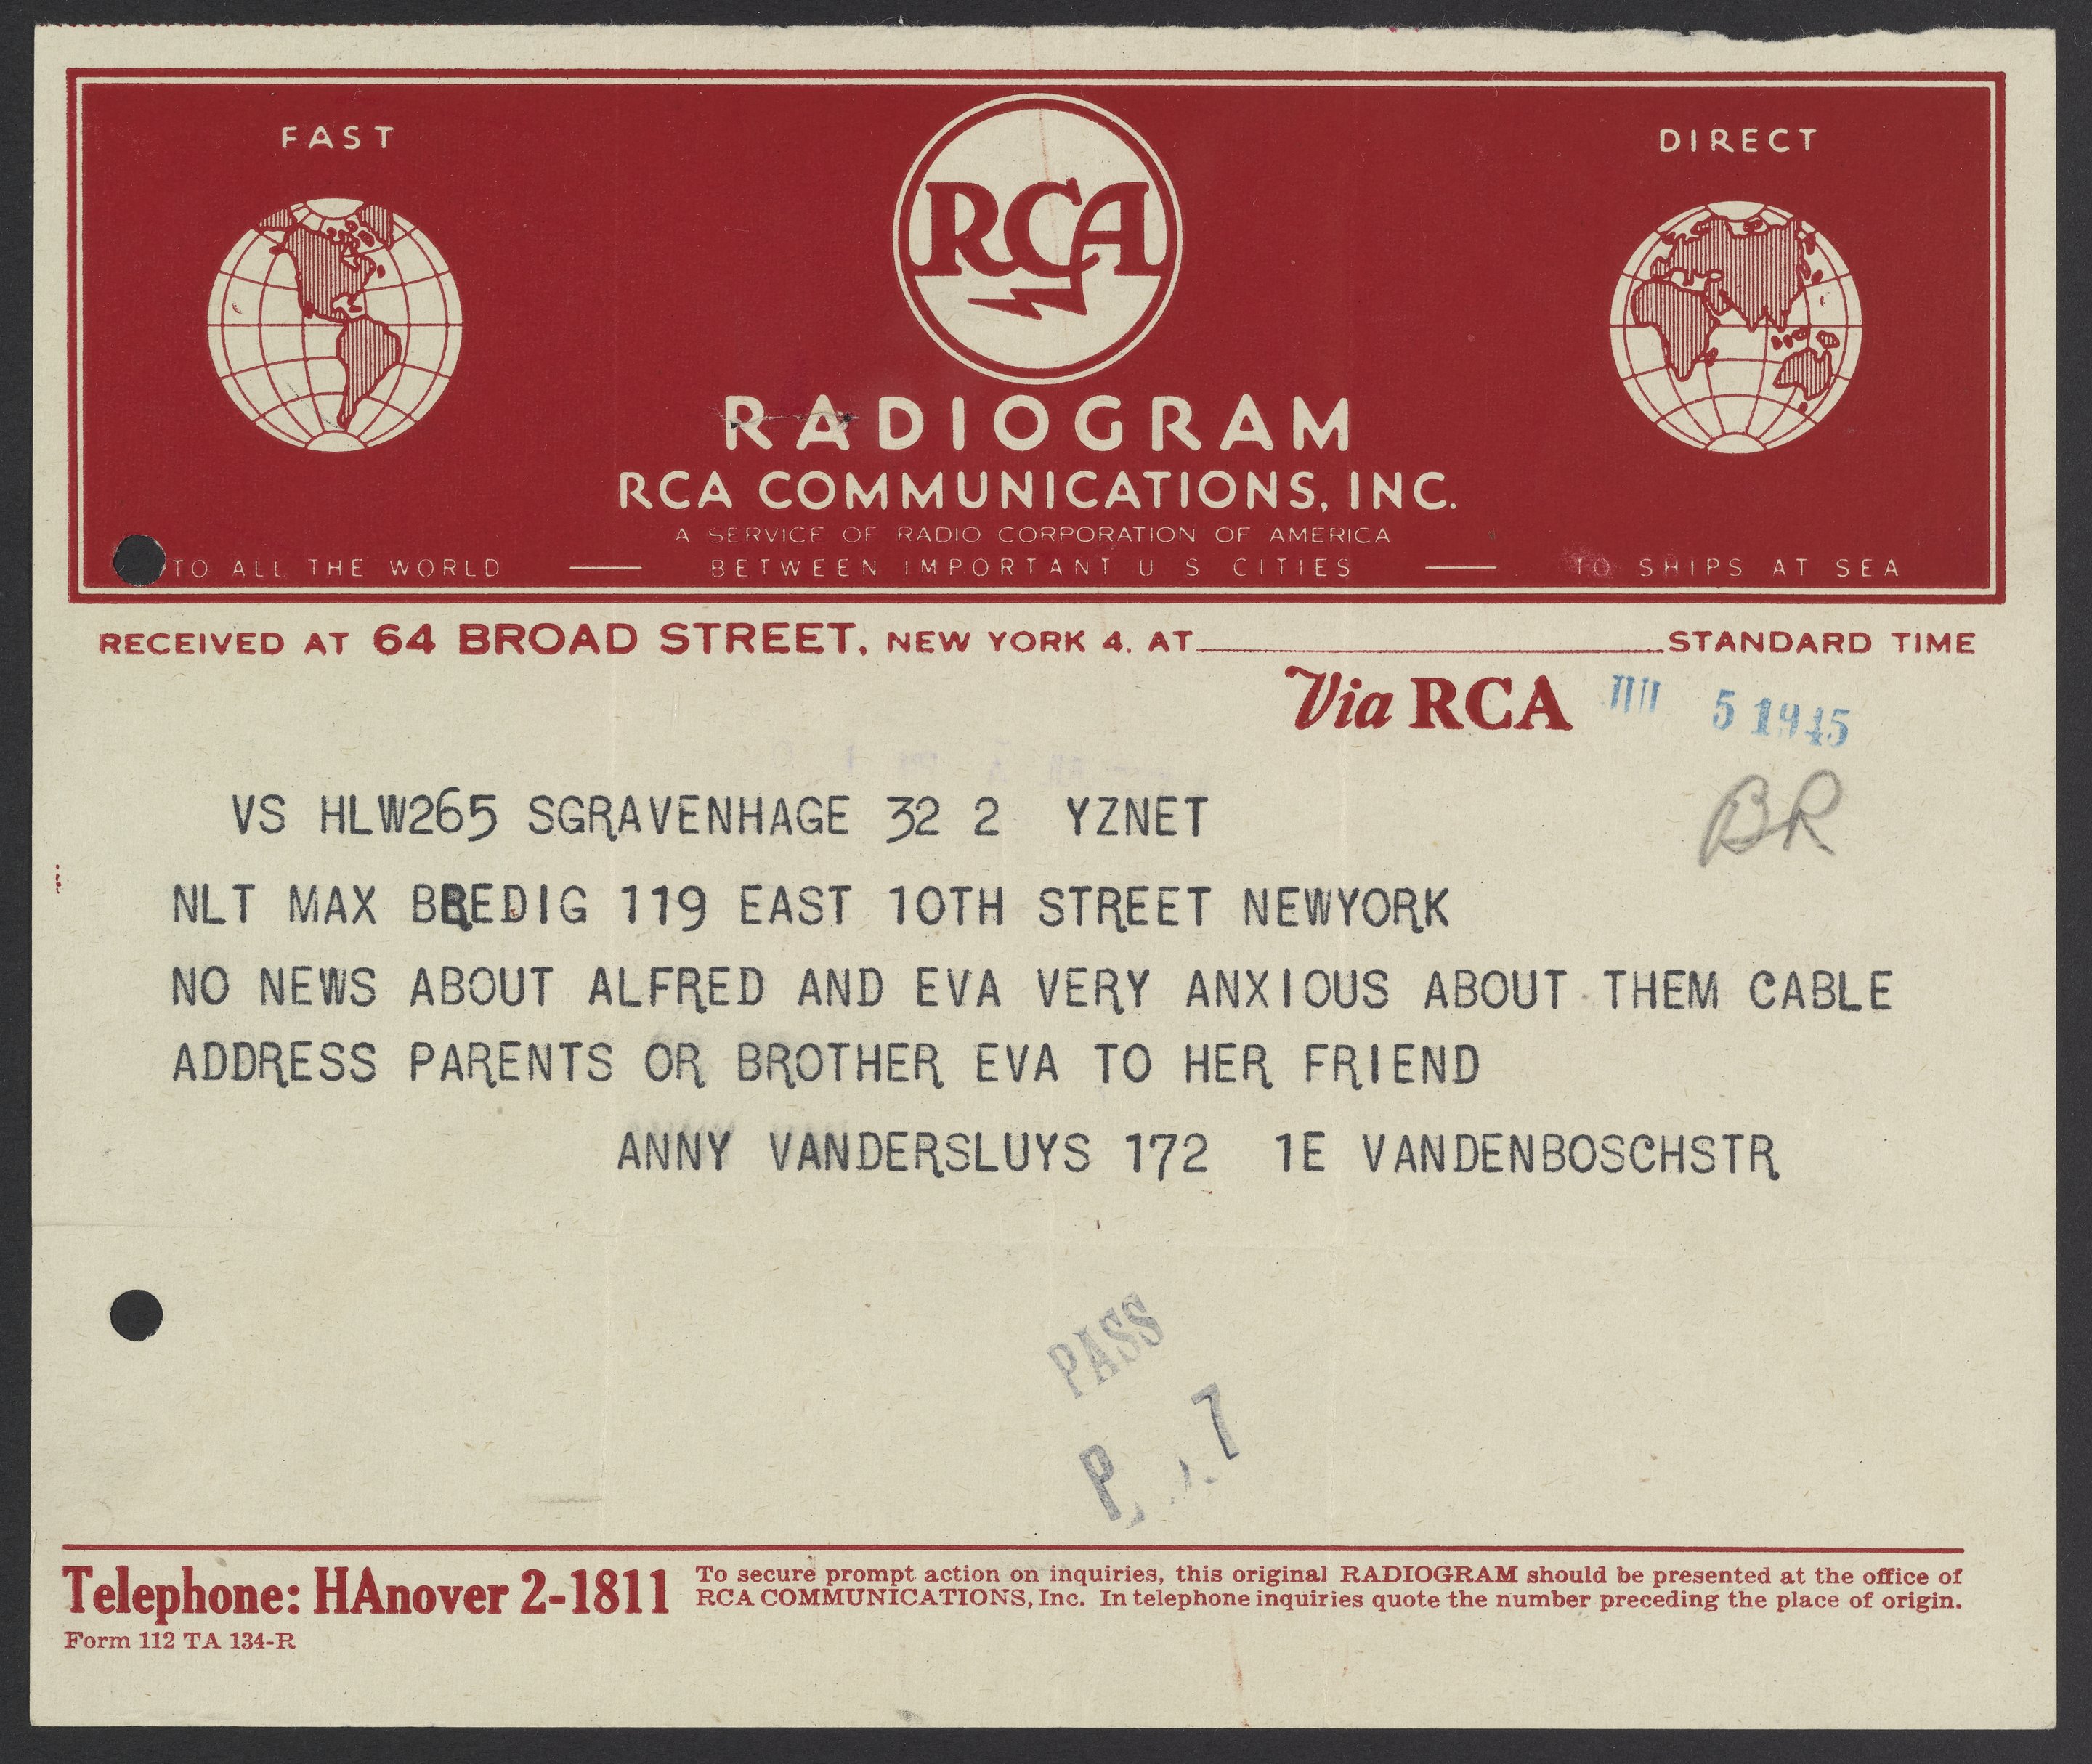 FAST
DIRECT
RCA
RADIOGRAM
RCA COMMUNICATIONS, INC.
A SERVICE OF RADIO CORPORATION OF AMERICA
TO ALL THE WORLD — BETWEEN IMPORTANT U S CITIES — TO SHIPS AT SEA
RECEIVED AT 64 BROAD STREET, NEW YORK 4. AT STANDARD TIME
Via RCA 5 1945
BR
VS HLW265 SGRAVENHAGE 32 2 YZNET
NLT MAX BREDIG 119 EAST 10TH STREET NEWYORK
NO NEWS ABOUT ALFRED AND EVA VERY ANXIOUS ABOUT THEM CABLE
ADDRESS PARENTS OR BROTHER EVA TO HER FRIEND
ANNY VANDERSLUYS 172 1E VANDENBOSCHSTR
PASS
P 7
Telephone: HAnover 2-1811
To secure prompt action on inquiries, this original RADIOGRAM should be presented at the office of
RCA COMMUNICATIONS, Inc. In telephone inquiries quote the number preceding the place of origin.
Form 112 TA 134-R